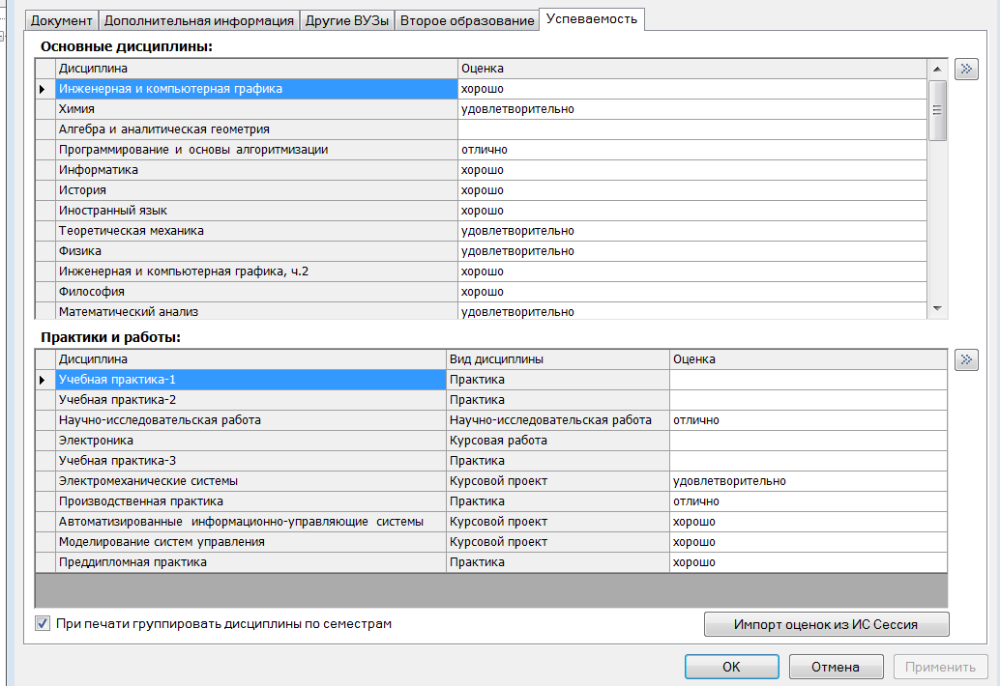 Документ Дополнительная информация Другие ВУЗы Второе образование Успеваемость
Основные дисциплины:
Дисциплина Оценка
Инженерная и компьютерная графика хорошо
Химия удовлетворительно
Алгебра и аналитическая геометрия
Программирование и основы алгоритмизации отлично
Информатика хорошо
История хорошо
Иностранный язык хорошо
Теоретическая механика удовлетворительно
Физика удовлетворительно
Инженерная и компьютерная графика, ч.2 хорошо
Философия хорошо
Математический анализ удовлетворительно
Практики и работы:
Дисциплина Вид дисциплины Оценка
Учебная практика-1 Практика
Учебная практика-2 Практика
Научно-исследовательская работа Научно-исследовательская работа отлично
Электроника Курсовая работа
Учебная практика-3 Практика
Электромеханические системы Курсовой проект удовлетворительно
Производственная практика Практика отлично
Автоматизированные информационно-управляющие системы Курсовой проект хорошо
Моделирование систем управления Курсовой проект хорошо
Преддипломная практика Практика хорошо
При печати группировать дисциплины по семестрам Импорт оценок из ИС Сессия
ОК Отмена Применить